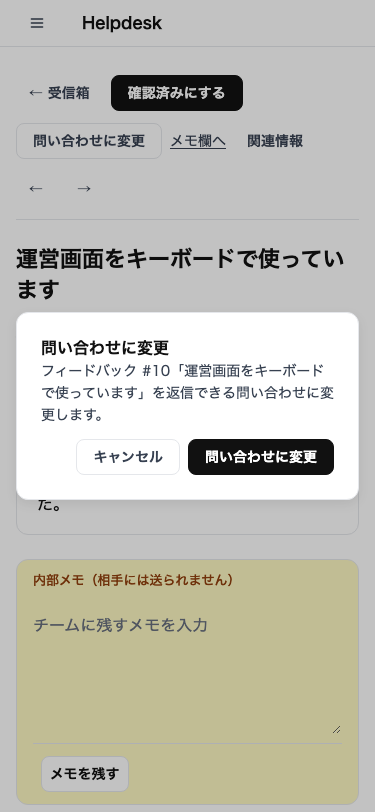 Helpdesk
← 受信箱
確認済みにする
問い合わせに変更
メモ欄へ
関連情報
← →
運営画面をキーボードで使ってい
ます
問い合わせに変更
フィードバック #10「運営画面をキーボード
で使っています」を返信できる問い合わせに変
更します。
キャンセル
問い合わせに変更
た。
内部メモ（相手には送られません）
チームに残すメモを入力
メモを残す